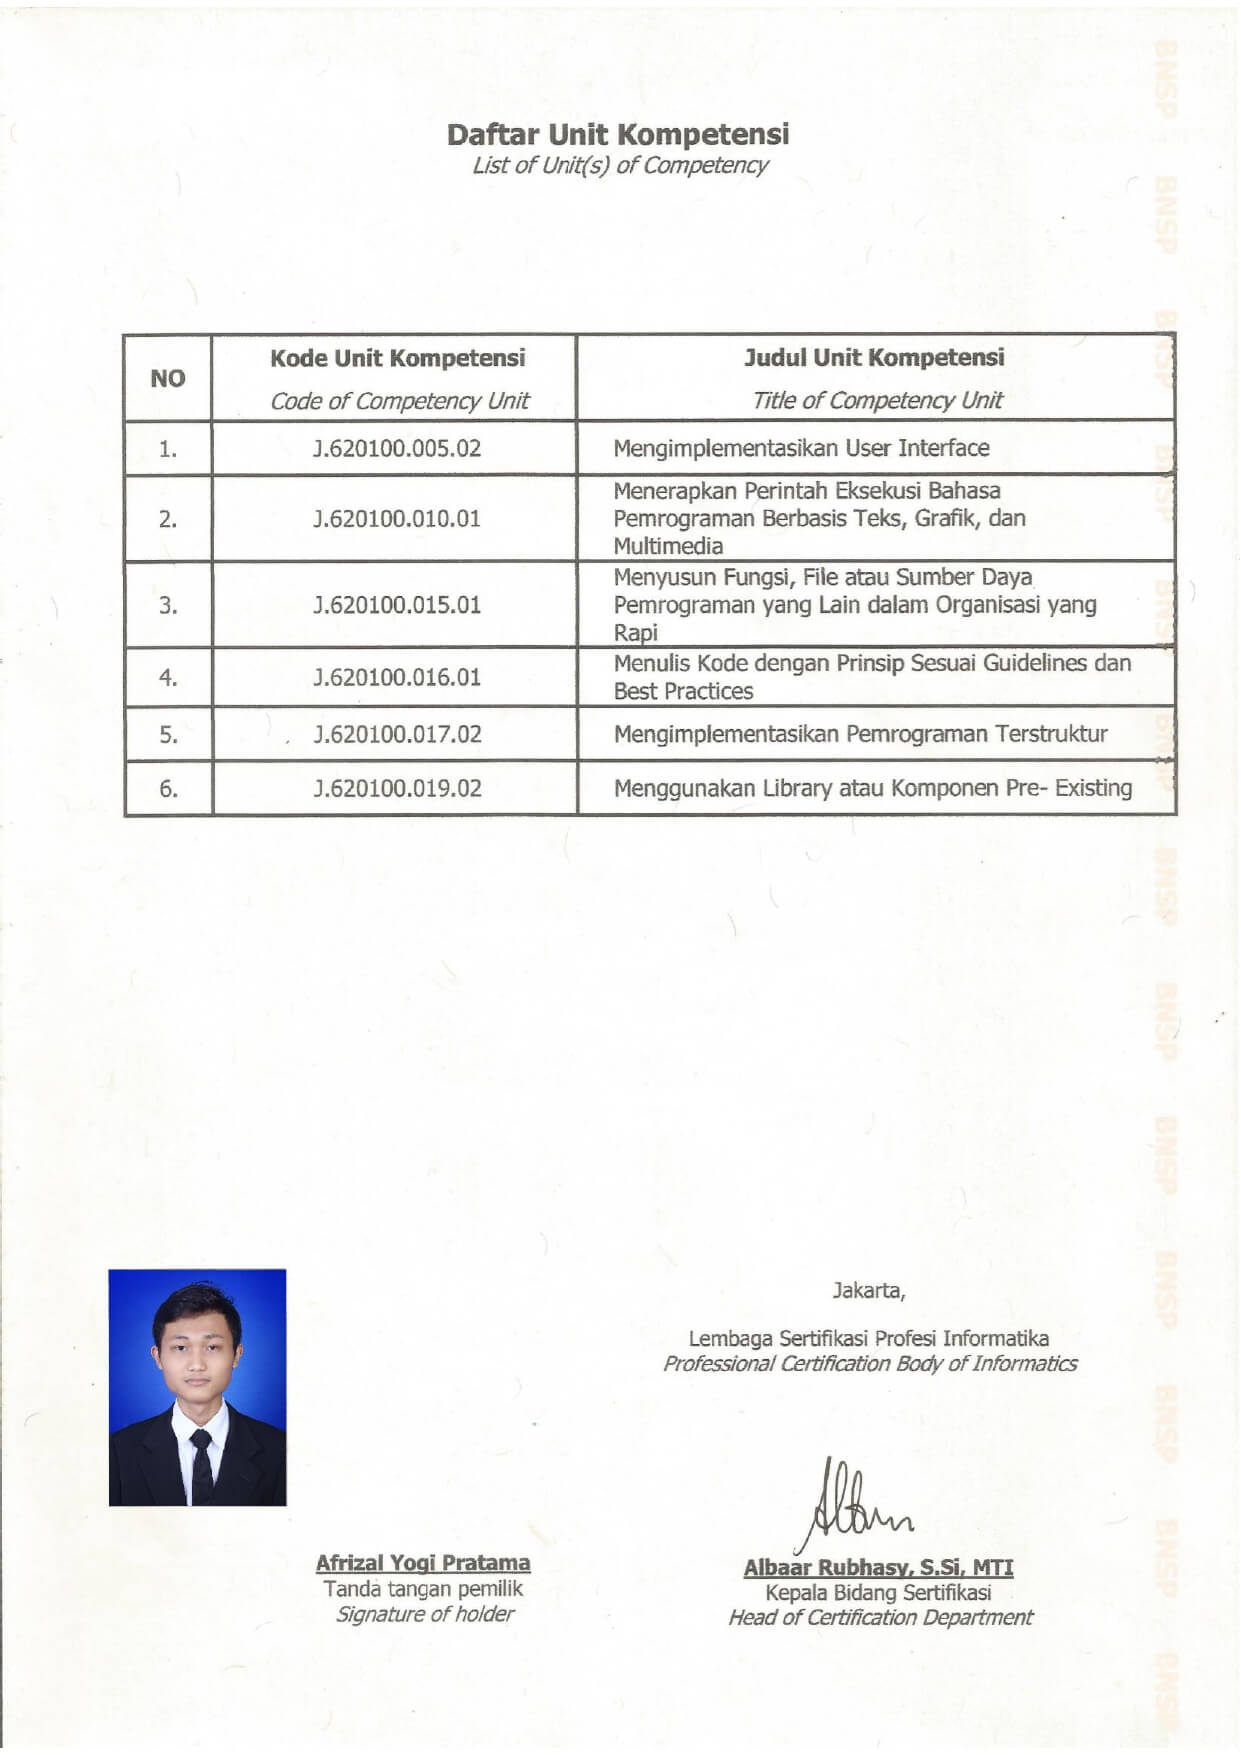 Daftar Unit Kompetensi
List of Unit(s) of Competency
NO
Kode Unit Kompetensi
Code of Competency Unit
Judul Unit Kompetensi
Title of Competency Unit
1.
J.620100.005.02
Mengimplementasikan User Interface
2.
J.620100.010.01
Menerapkan Perintah Eksekusi Bahasa
Pemrograman Berbasis Teks, Grafik, dan
Multimedia
3.
J.620100.015.01
Menyusun Fungsi, File atau Sumber Daya
Pemrograman yang Lain dalam Organisasi yang
Rapi
4.
J.620100.016.01
Menulis Kode dengan Prinsip Sesuai Guidelines dan
Best Practices
5.
J.620100.017.02
Mengimplementasikan Pemrograman Terstruktur
6.
J.620100.019.02
Menggunakan Library atau Komponen Pre- Existing
Jakarta,
Lembaga Sertifikasi Profesi Informatika
Professional Certification Body of Informatics
Afrizal Yogi Pratama
Tanda tangan pemilik
Signature of holder
Albaar Rubhasy, S.Si, MTI
Kepala Bidang Sertifikasi
Head of Certification Department
BNSP
BNSP
BNSP
BNSP
BNSP
BNSP
BNSP
BNSP
BNSP
BNSP
BNSP
BNSP
BNSP